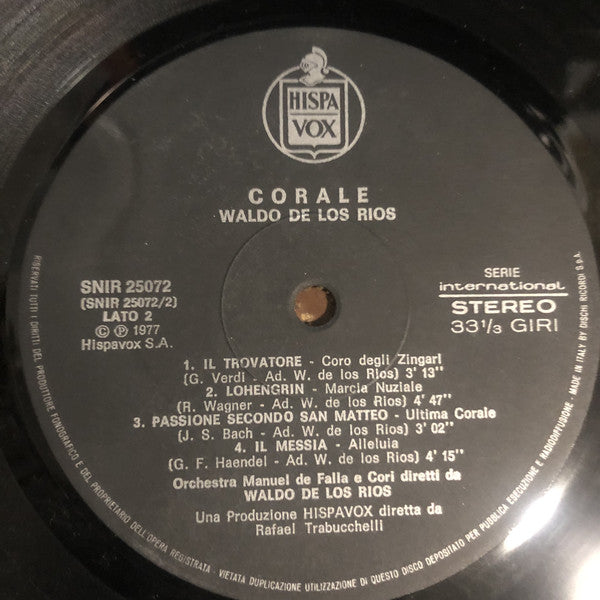 HISPA
VOX
CORALE
WALDO DE LOS RIOS
SNIR 25072
(SNIR 25072/2)
LATO 2
© ℗ 1977
Hispavox S.A.
SERIE
international
STEREO
33 1/3 GIRI
1. IL TROVATORE - Coro degli Zingari
(G. Verdi - Ad. W. de los Rios) 3' 13''
2. LOHENGRIN - Marcia Nuziale
(R. Wagner - Ad. W. de los Rios) 4' 47''
3. PASSIONE SECONDO SAN MATTEO - Ultima Corale
(J. S. Bach - Ad. W. de los Rios) 3' 02''
4. IL MESSIA - Alleluia
(G. F. Haendel - Ad. W. de los Rios) 4' 15''
Orchestra Manuel de Falla e Cori diretti da
WALDO DE LOS RIOS
Una Produzione HISPAVOX diretta da
Rafael Trabucchelli
RISERVATI TUTTI I DIRITTI DEL PRODUTTORE FONOGRAFICO E DEL PROPRIETARIO DELL'OPERA REGISTRATA - VIETATA DUPLICAZIONE UTILIZZAZIONE DI QUESTO DISCO DEPOSITATO PER PUBBLICA ESECUZIONE E RADIODIFFUSIONE - MADE IN ITALY BY DISCHI RICORDI S.p.A.